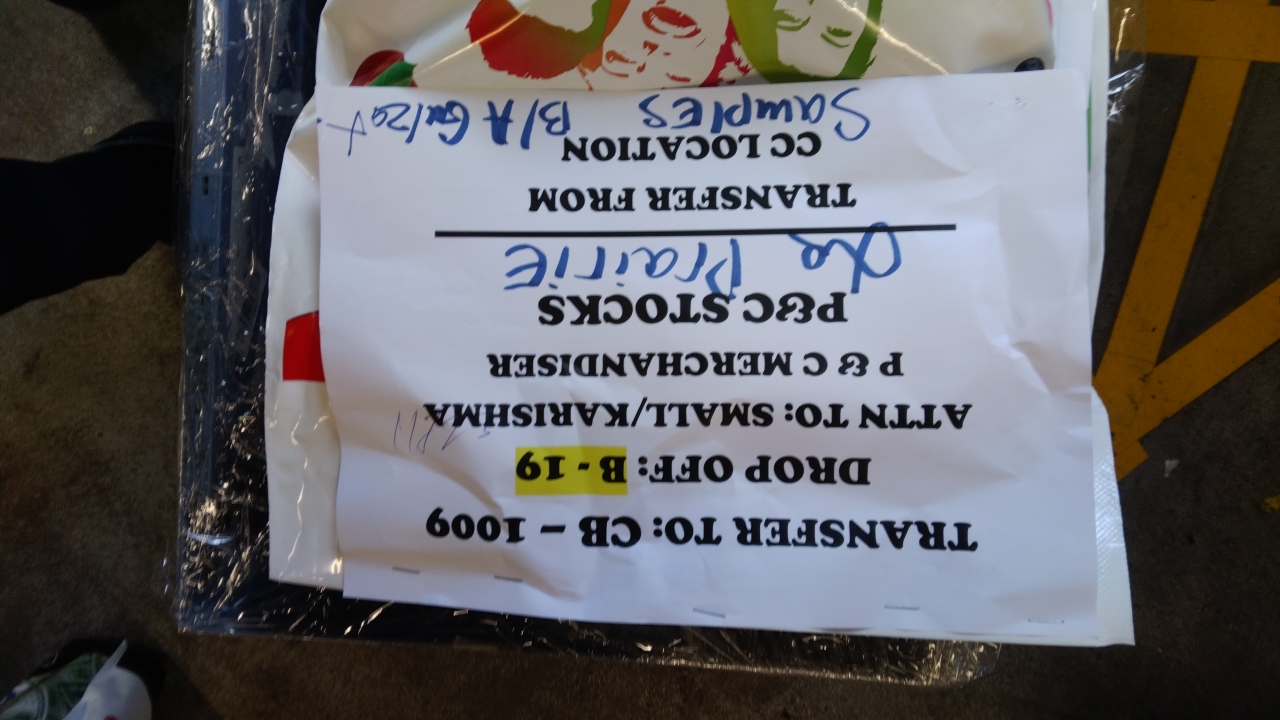 TRANSFER TO: CB – 1009
DROP OFF: B - 19
ATTN TO: SMALL/KARISHMA
P & C MERCHANDISER
P&C STOCKS
La Prairie
TRANSFER FROM
CC LOCATION
SAMPLES B/A